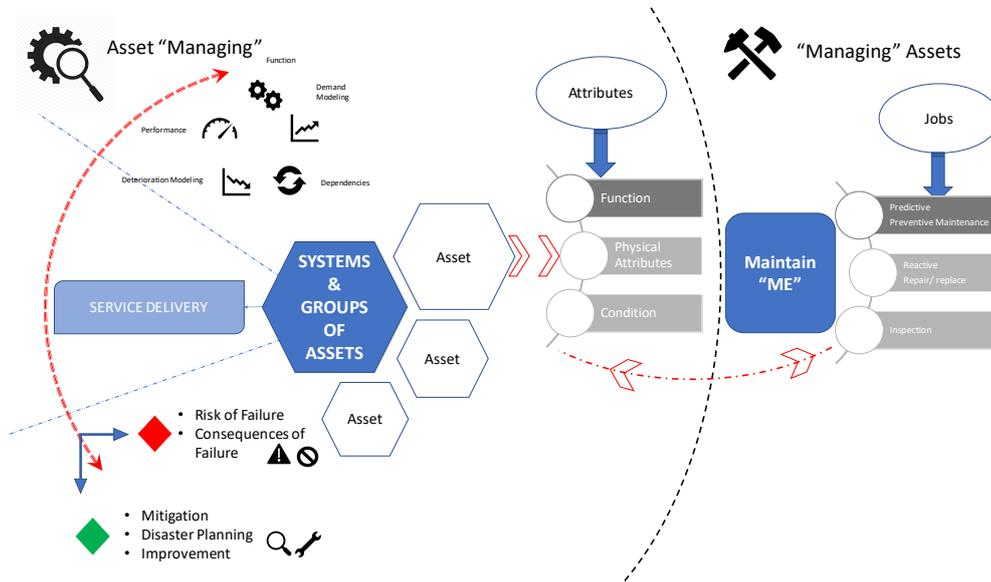 Asset “Managing”
Function
Demand
Modeling
Performance
Deterioration Modeling
Dependencies
SERVICE DELIVERY
SYSTEMS
&
GROUPS
OF
ASSETS
Asset
Asset
Asset
Risk of Failure
Consequences of
Failure
Mitigation
Disaster Planning
Improvement
Attributes
Function
Physical
Attributes
Condition
“Managing” Assets
Jobs
Maintain
“ME”
Predictive
Preventive Maintenance
Reactive
Repair/ replace
Inspection